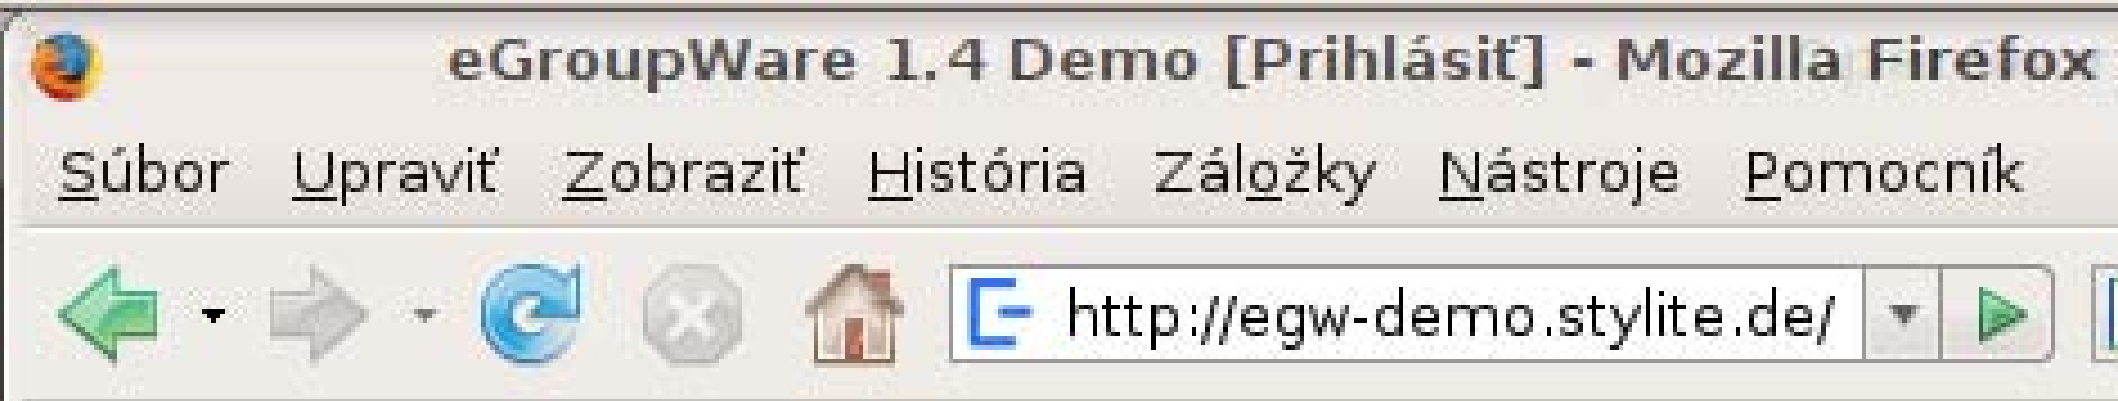 eGroupWare 1.4 Demo [Prihlásiť] - Mozilla Firefox
Súbor Upraviť Zobraziť História Záložky Nástroje Pomocník
http://egw-demo.stylite.de/